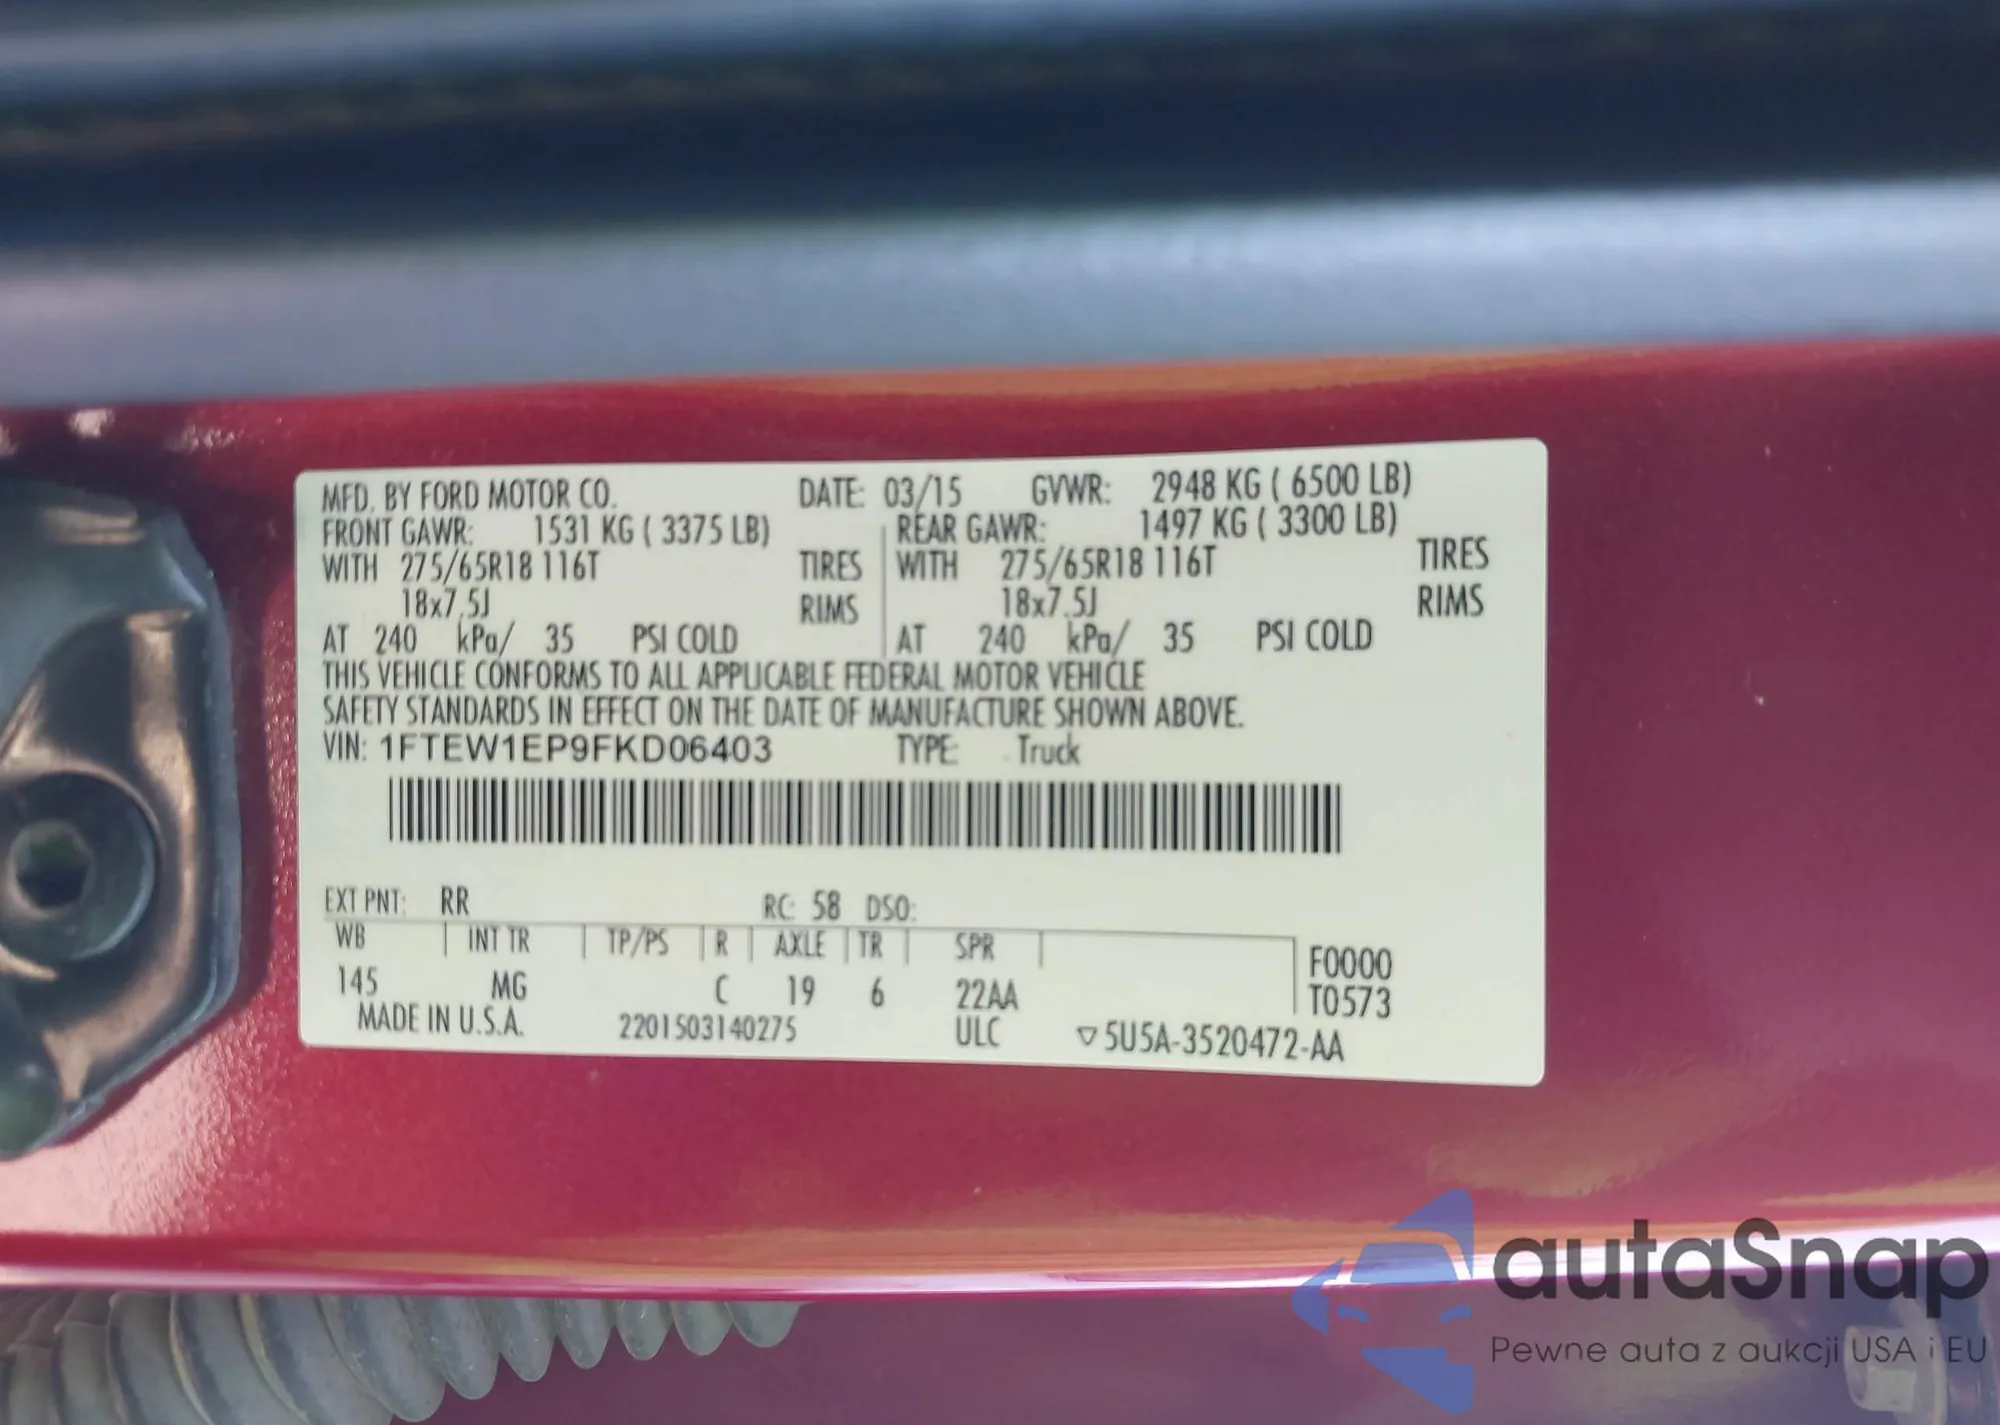 MFD. BY FORD MOTOR CO. DATE: 03/15 GVWR: 2948 KG ( 6500 LB)
FRONT GAWR: 1531 KG ( 3375 LB) REAR GAWR: 1497 KG ( 3300 LB)
WITH 275/65R18 116T TIRES WITH 275/65R18 116T TIRES
18x7.5J RIMS 18x7.5J RIMS
AT 240 kPa/ 35 PSI COLD AT 240 kPa/ 35 PSI COLD
THIS VEHICLE CONFORMS TO ALL APPLICABLE FEDERAL MOTOR VEHICLE
SAFETY STANDARDS IN EFFECT ON THE DATE OF MANUFACTURE SHOWN ABOVE.
VIN: 1FTEW1EP9FKD06403 TYPE: Truck
EXT PNT: RR RC: 58 DSO:
WB INT TR TP/PS R AXLE TR SPR F0000
145 MG C 19 6 22AA T0573
MADE IN U.S.A. 2201503140275 ULC ▽5U5A-3520472-AA
autaSnap
Pewne auta z aukcji USA i EU